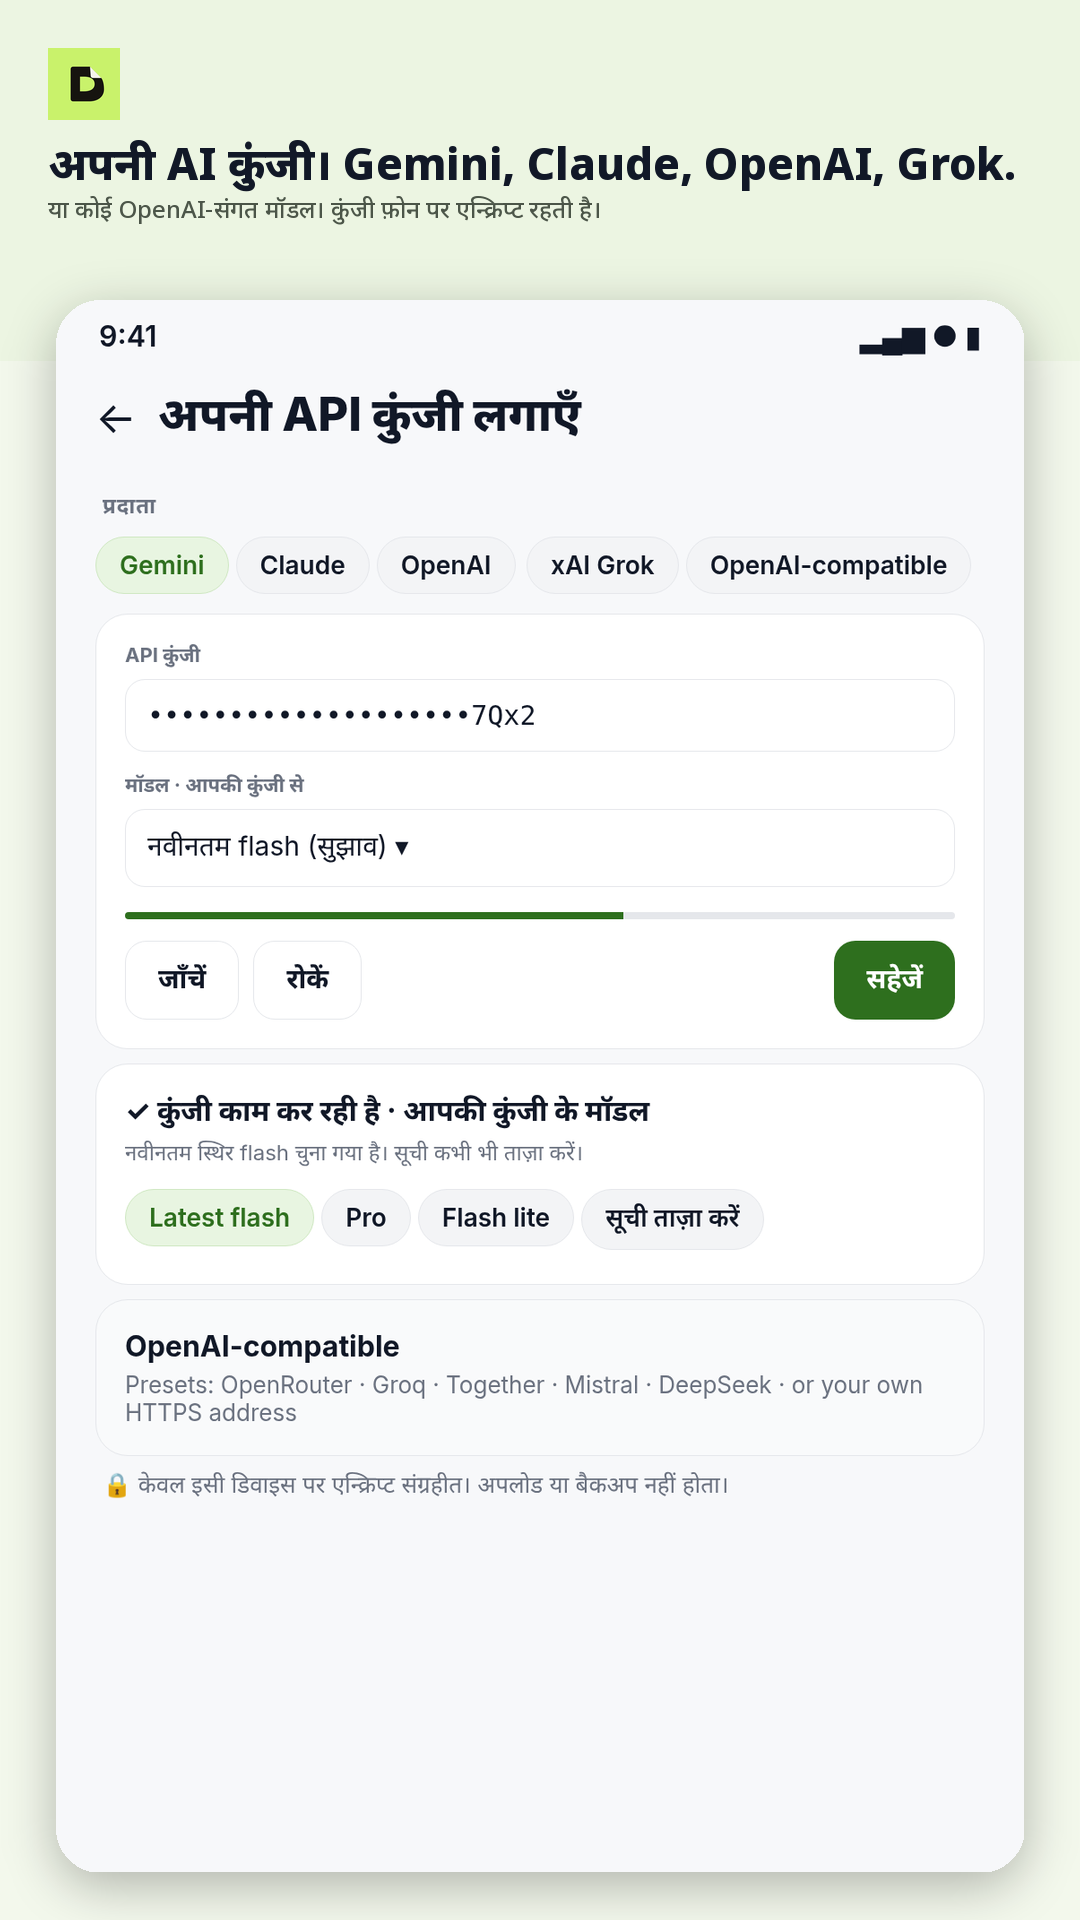 अपनी AI कुंजी। Gemini, Claude, OpenAI, Grok.
या कोई OpenAI-संगत मॉडल। कुंजी फ़ोन पर एन्क्रिप्ट रहती है।
9:41
← अपनी API कुंजी लगाएँ
प्रदाता
Gemini Claude OpenAI xAI Grok OpenAI-compatible
API कुंजी
••••••••••••••••••••7Qx2
मॉडल · आपकी कुंजी से
नवीनतम flash (सुझाव) ▾
जाँचें रोकें सहेजें
✓ कुंजी काम कर रही है · आपकी कुंजी के मॉडल
नवीनतम स्थिर flash चुना गया है। सूची कभी भी ताज़ा करें।
Latest flash Pro Flash lite सूची ताज़ा करें
OpenAI-compatible
Presets: OpenRouter · Groq · Together · Mistral · DeepSeek · or your own
HTTPS address
🔒 केवल इसी डिवाइस पर एन्क्रिप्ट संग्रहीत। अपलोड या बैकअप नहीं होता।